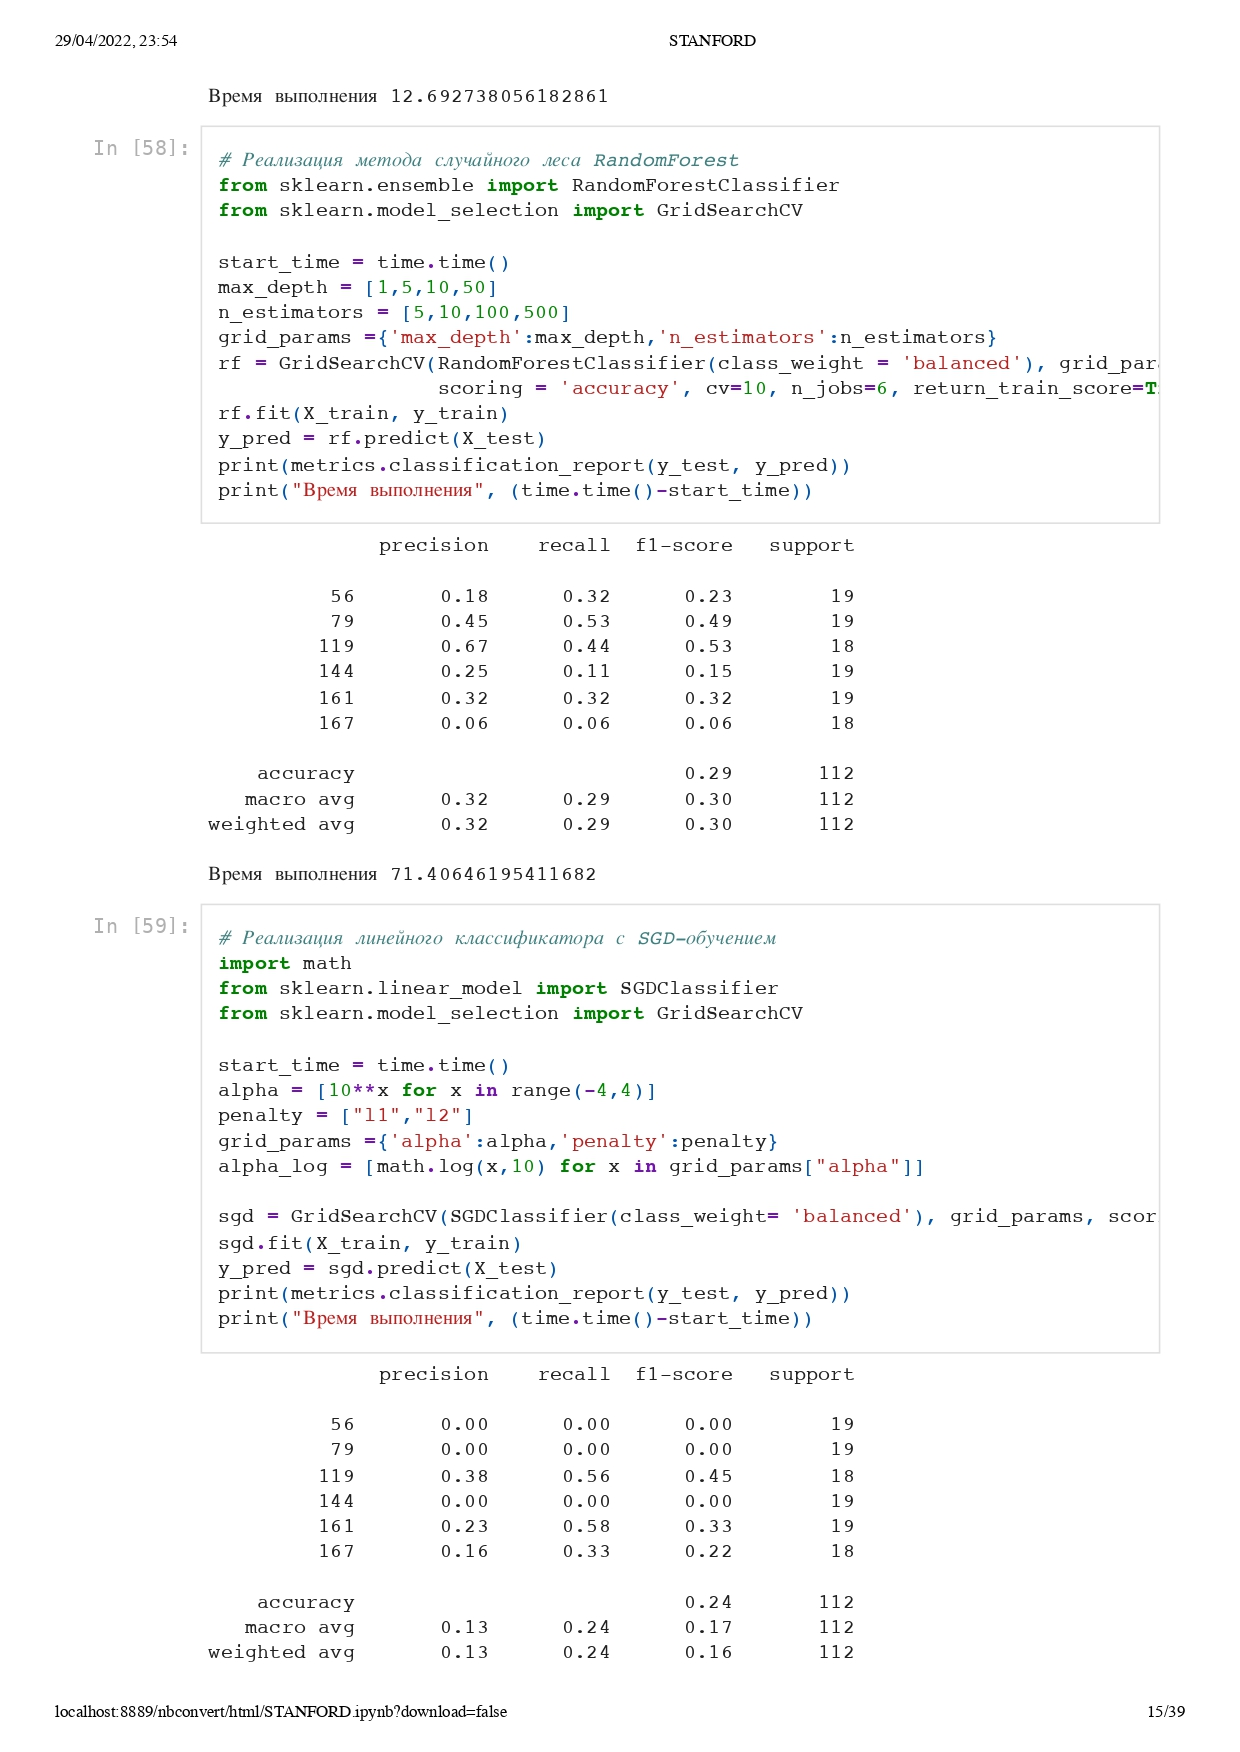 29/04/2022, 23:54 STANFORD
Время выполнения 12.692738056182861
In [58]:
# Реализация метода случайного леса RandomForest
from sklearn.ensemble import RandomForestClassifier
from sklearn.model_selection import GridSearchCV
start_time = time.time()
max_depth = [1,5,10,50]
n_estimators = [5,10,100,500]
grid_params ={'max_depth':max_depth,'n_estimators':n_estimators}
rf = GridSearchCV(RandomForestClassifier(class_weight = 'balanced'), grid_par
scoring = 'accuracy', cv=10, n_jobs=6, return_train_score=T
rf.fit(X_train, y_train)
y_pred = rf.predict(X_test)
print(metrics.classification_report(y_test, y_pred))
print("Время выполнения", (time.time()-start_time))
precision recall f1-score support
56 0.18 0.32 0.23 19
79 0.45 0.53 0.49 19
119 0.67 0.44 0.53 18
144 0.25 0.11 0.15 19
161 0.32 0.32 0.32 19
167 0.06 0.06 0.06 18
accuracy 0.29 112
macro avg 0.32 0.29 0.30 112
weighted avg 0.32 0.29 0.30 112
Время выполнения 71.40646195411682
In [59]:
# Реализация линейного классификатора с SGD-обучением
import math
from sklearn.linear_model import SGDClassifier
from sklearn.model_selection import GridSearchCV
start_time = time.time()
alpha = [10**x for x in range(-4,4)]
penalty = ["l1","l2"]
grid_params ={'alpha':alpha,'penalty':penalty}
alpha_log = [math.log(x,10) for x in grid_params["alpha"]]
sgd = GridSearchCV(SGDClassifier(class_weight= 'balanced'), grid_params, scor
sgd.fit(X_train, y_train)
y_pred = sgd.predict(X_test)
print(metrics.classification_report(y_test, y_pred))
print("Время выполнения", (time.time()-start_time))
precision recall f1-score support
56 0.00 0.00 0.00 19
79 0.00 0.00 0.00 19
119 0.38 0.56 0.45 18
144 0.00 0.00 0.00 19
161 0.23 0.58 0.33 19
167 0.16 0.33 0.22 18
accuracy 0.24 112
macro avg 0.13 0.24 0.17 112
weighted avg 0.13 0.24 0.16 112
localhost:8889/nbconvert/html/STANFORD.ipynb?download=false 15/39